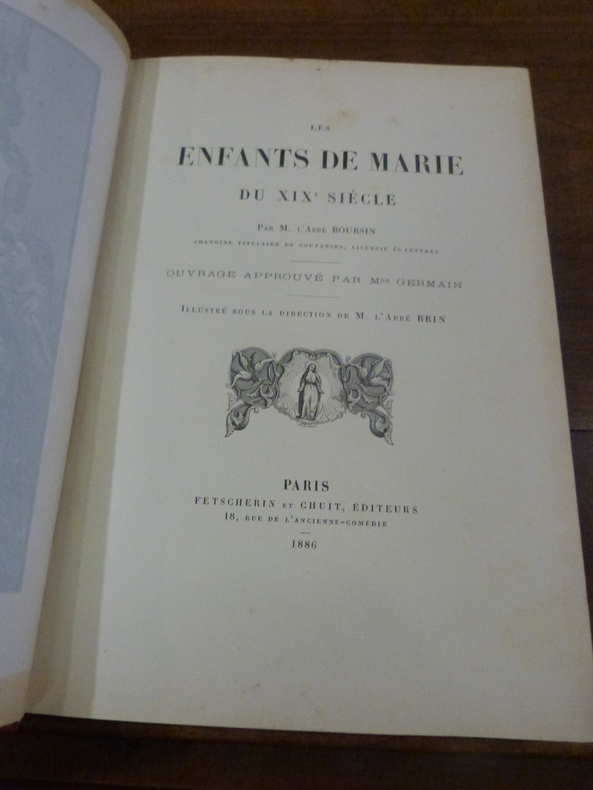 LES
ENFANTS DE MARIE
DU XIXᵉ SIÈCLE
PAR M. L'ABBÉ BOURSIN
CHANOINE TITULAIRE DE COUTANCES, LICENCIÉ ÈS LETTRES
OUVRAGE APPROUVÉ PAR Mᴳᴿ GERMAIN
ILLUSTRÉ SOUS LA DIRECTION DE M. L'ABBÉ BRIN
PARIS
FETSCHERIN ET CHUIT, ÉDITEURS
18, RUE DE L'ANCIENNE-COMÉDIE
1886